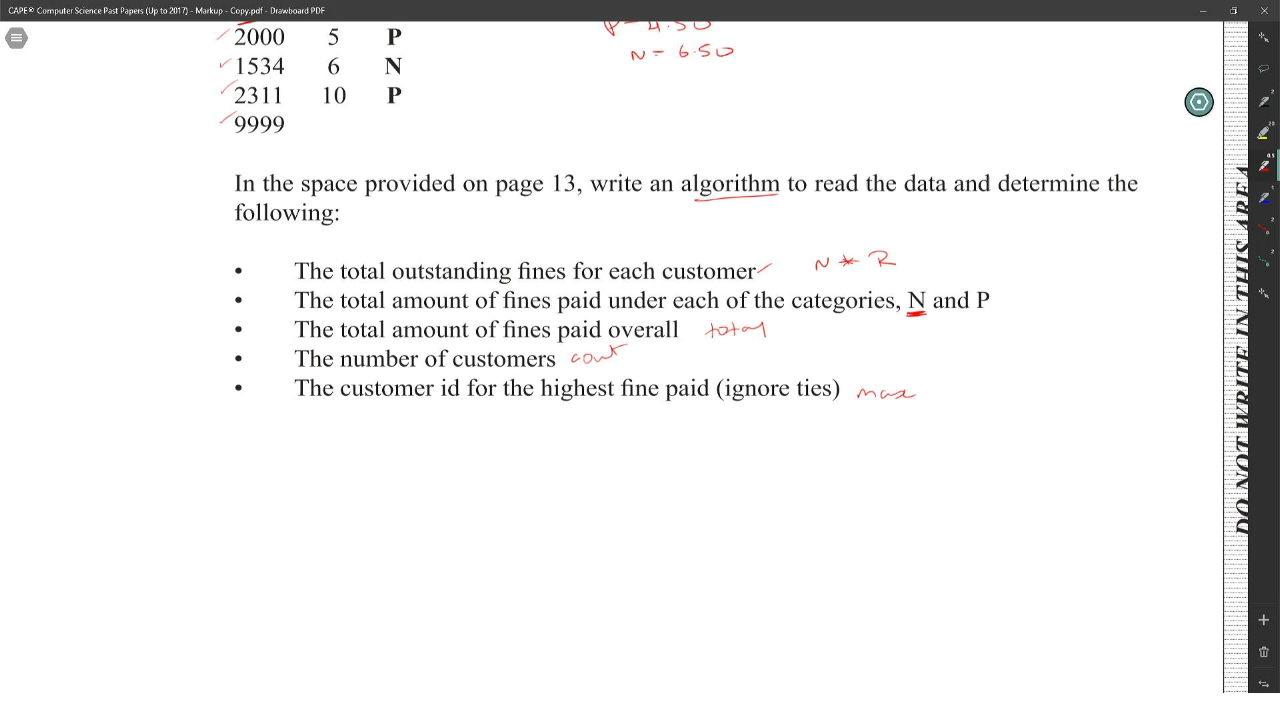 CAPE® Computer Science Past Papers (Up to 2017) - Markup - Copy.pdf - Drawboard PDF
P = 4.50
2000 5 P
N = 6.50
1534 6 N
2311 10 P
9999
In the space provided on page 13, write an algorithm to read the data and determine the
following:
• The total outstanding fines for each customer N * R
• The total amount of fines paid under each of the categories, N and P
• The total amount of fines paid overall total
• The number of customers
• The customer id for the highest fine paid (ignore ties) max
DO NOT WRITE IN THIS AREA